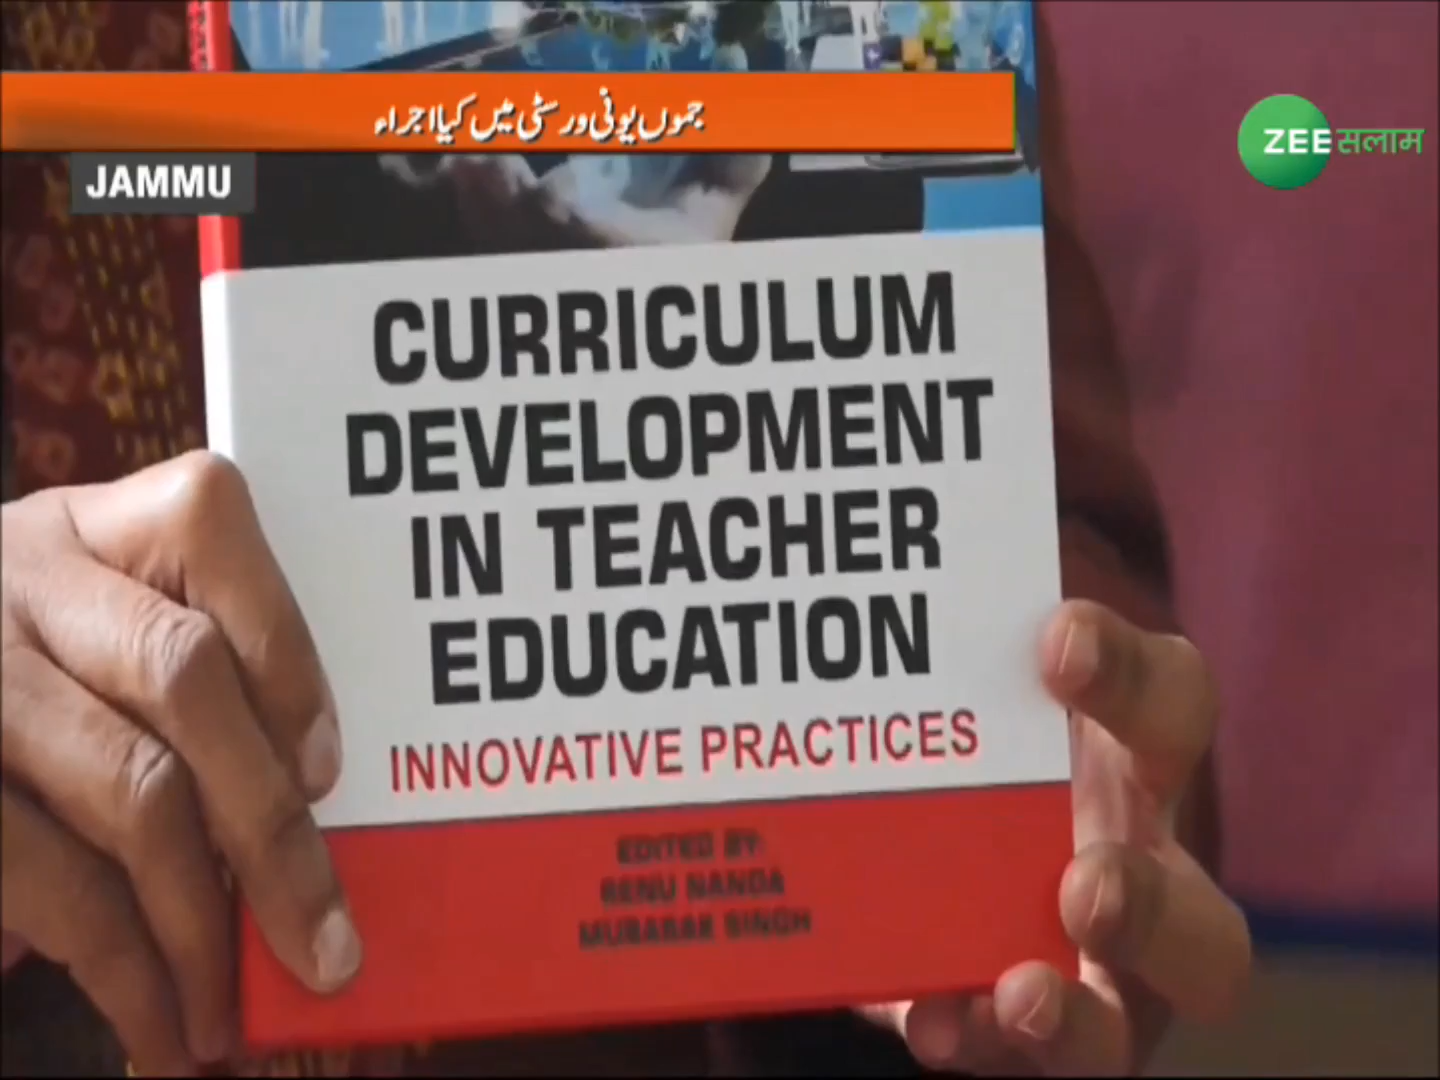 جموں یونی ورسٹی میں کیا اجراء
JAMMU
ZEE सलाम
CURRICULUM
DEVELOPMENT
IN TEACHER
EDUCATION
INNOVATIVE PRACTICES
EDITED BY:
RENU NANDA
MUBARAK SINGH